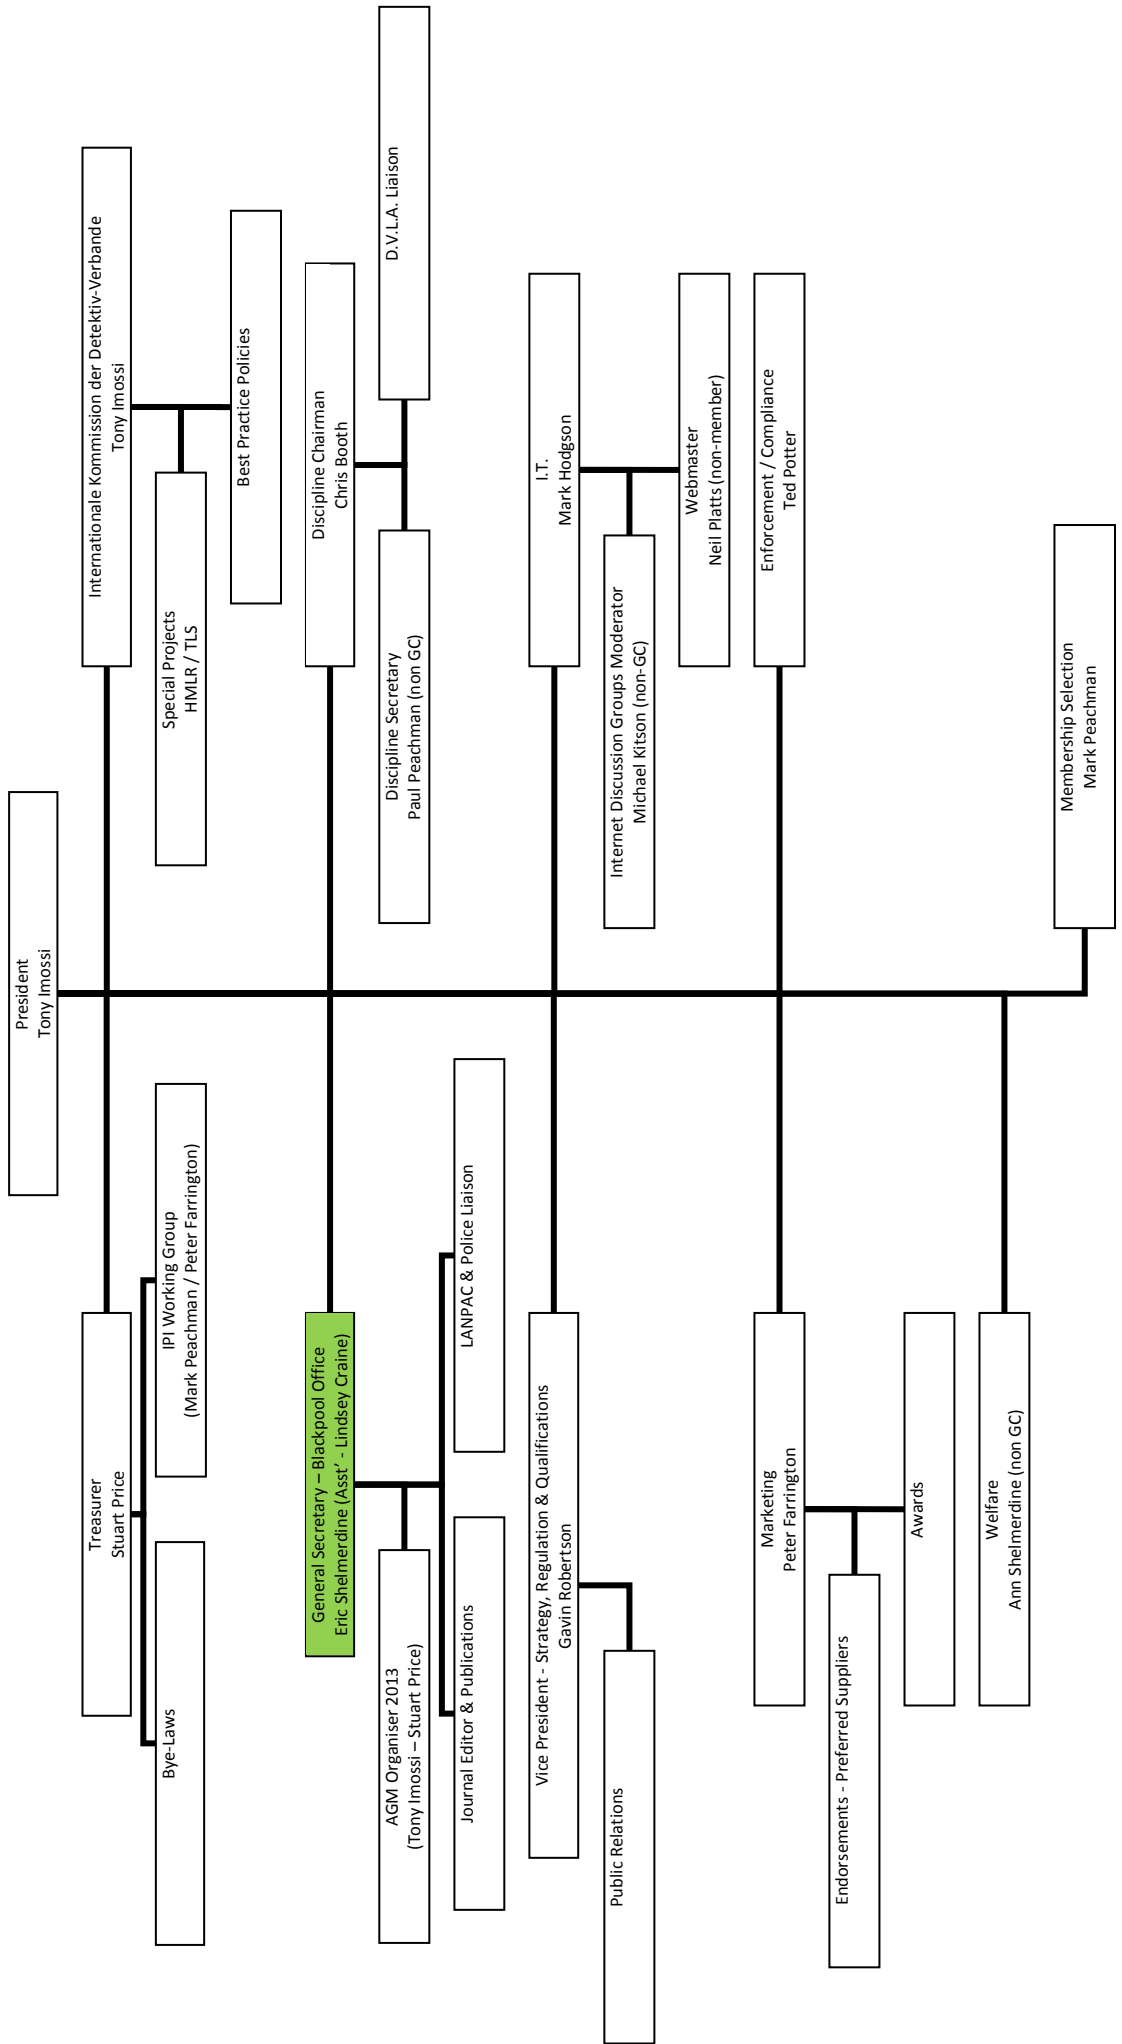 President
Tony Imossi
Treasurer
Stuart Price
Internationale Kommission der Detektiv-Verbande
Tony Imossi
Bye-Laws
IPI Working Group
(Mark Peachman / Peter Farrington)
Special Projects
HMLR / TLS
Best Practice Policies
General Secretary – Blackpool Office
Eric Shelmerdine (Asst’ - Lindsey Craine)
Discipline Chairman
Chris Booth
AGM Organiser 2013
(Tony Imossi – Stuart Price)
Discipline Secretary
Paul Peachman (non GC)
D.V.L.A. Liaison
Journal Editor & Publications
LANPAC & Police Liaison
Vice President - Strategy, Regulation & Qualifications
Gavin Robertson
I.T.
Mark Hodgson
Public Relations
Internet Discussion Groups Moderator
Michael Kitson (non-GC)
Webmaster
Neil Platts (non-member)
Marketing
Peter Farrington
Enforcement / Compliance
Ted Potter
Endorsements - Preferred Suppliers
Awards
Welfare
Ann Shelmerdine (non GC)
Membership Selection
Mark Peachman